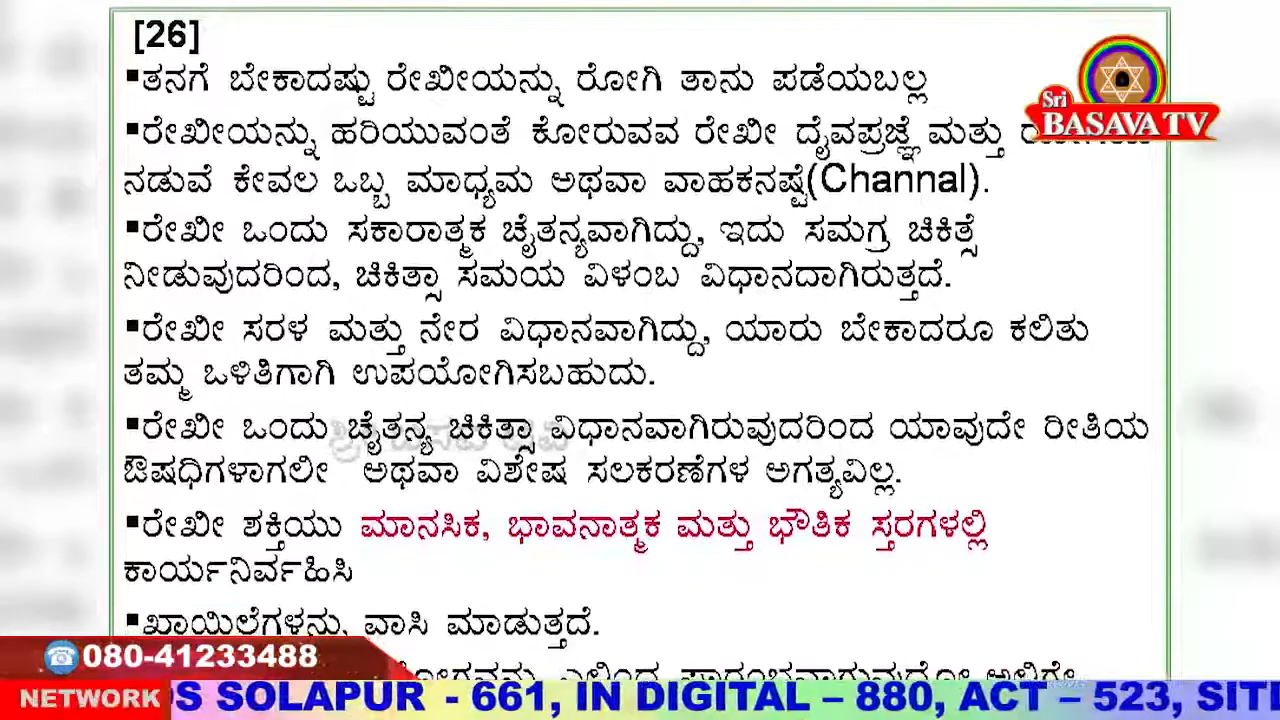 [26]
▪ತನಗೆ ಬೇಕಾದಷ್ಟು ರೇಖೀಯನ್ನು ರೋಗಿ ತಾನು ಪಡೆಯಬಲ್ಲ
▪ರೇಖೀಯನ್ನು ಹರಿಯುವಂತೆ ಕೋರುವವ ರೇಖೀ ದೈವಪ್ರಜ್ಞೆ ಮತ್ತು
ನಡುವೆ ಕೇವಲ ಒಬ್ಬ ಮಾಧ್ಯಮ ಅಥವಾ ವಾಹಕನಷ್ಟೆ(Channal).
▪ರೇಖೀ ಒಂದು ಸಕಾರಾತ್ಮಕ ಚೈತನ್ಯವಾಗಿದ್ದು, ಇದು ಸಮಗ್ರ ಚಿಕಿತ್ಸೆ
ನೀಡುವುದರಿಂದ, ಚಿಕಿತ್ಸಾ ಸಮಯ ವಿಳಂಬ ವಿಧಾನದಾಗಿರುತ್ತದೆ.
▪ರೇಖೀ ಸರಳ ಮತ್ತು ನೇರ ವಿಧಾನವಾಗಿದ್ದು, ಯಾರು ಬೇಕಾದರೂ ಕಲಿತು
ತಮ್ಮ ಒಳಿತಿಗಾಗಿ ಉಪಯೋಗಿಸಬಹುದು.
▪ರೇಖೀ ಒಂದು ಚೈತನ್ಯ ಚಿಕಿತ್ಸಾ ವಿಧಾನವಾಗಿರುವುದರಿಂದ ಯಾವುದೇ ರೀತಿಯ
ಔಷಧಿಗಳಾಗಲೀ ಅಥವಾ ವಿಶೇಷ ಸಲಕರಣೆಗಳ ಅಗತ್ಯವಿಲ್ಲ.
▪ರೇಖೀ ಶಕ್ತಿಯು ಮಾನಸಿಕ, ಭಾವನಾತ್ಮಕ ಮತ್ತು ಭೌತಿಕ ಸ್ತರಗಳಲ್ಲಿ
ಕಾರ್ಯನಿರ್ವಹಿಸಿ
▪ಖಾಯಿಲೆಗಳನ್ನು ವಾಸಿ ಮಾಡುತ್ತದೆ.
Sri
BASAVA TV
080-41233488
NETWORK
OS SOLAPUR - 661, IN DIGITAL – 880, ACT – 523, SITI